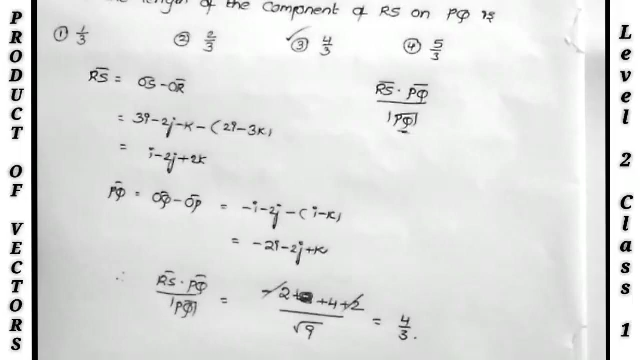 the length of the component of RS on PQ is
① 1/3 ② 2/3 ③ 4/3 ④ 5/3
RS = OS - OR
= 3i-2j-k-(2i-3k)
= i-2j+2k
RS . PQ / |PQ|
PQ = OQ - OP = -i-2j-(i-k)
= -2i-2j+k
∴ RS . PQ / |PQ| = -2 +4+2 / √9 = 4/3.
PRODUCT OF VECTORS
Level 2 Class 1